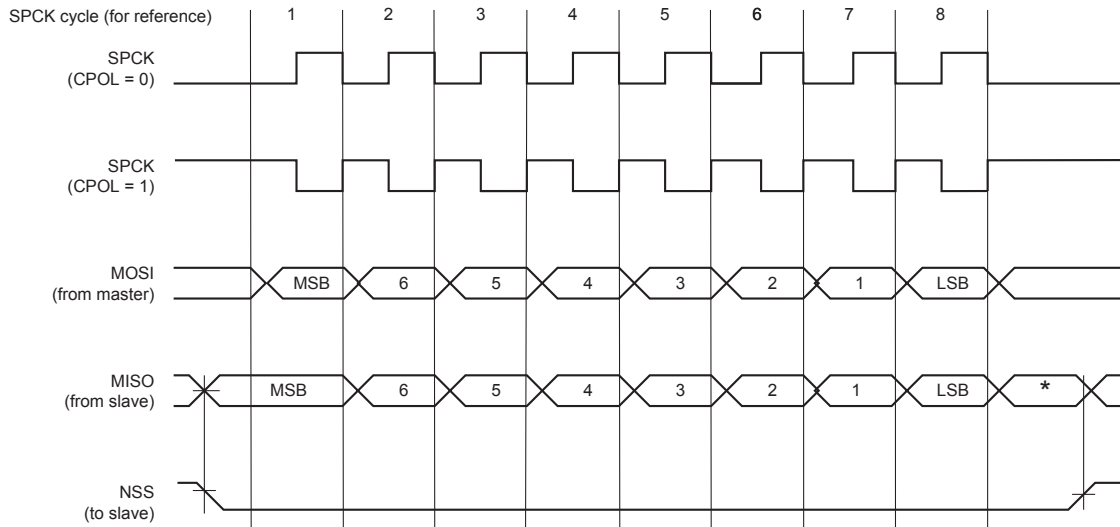 SPCK cycle (for reference) 1 2 3 4 5 6 7 8
SPCK
(CPOL = 0)
SPCK
(CPOL = 1)
MOSI
(from master)
MSB 6 5 4 3 2 1 LSB
MISO
(from slave)
MSB 6 5 4 3 2 1 LSB *
NSS
(to slave)